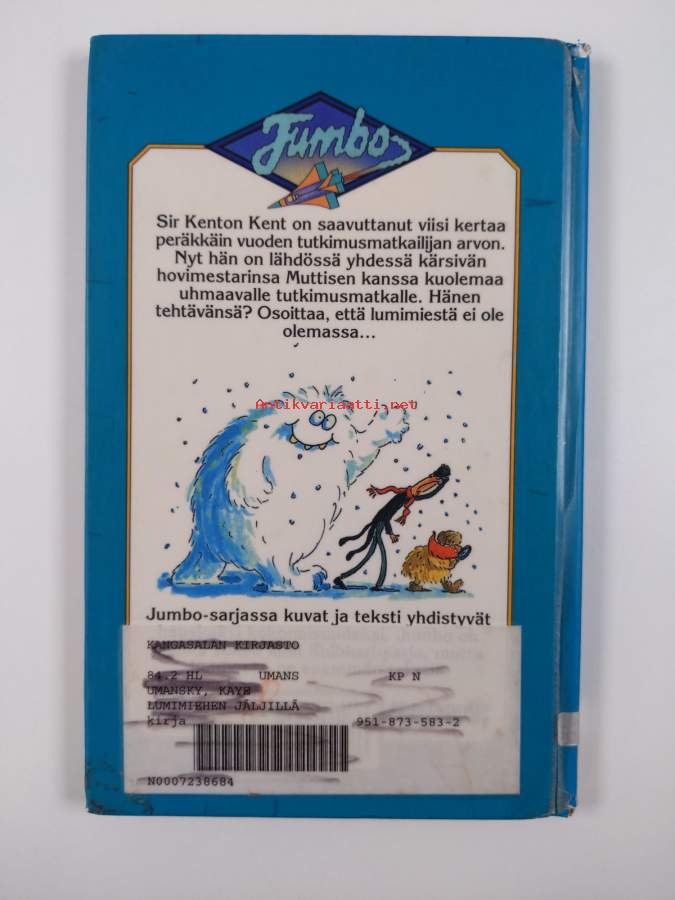 Jumbo
Sir Kenton Kent on saavuttanut viisi kertaa
peräkkäin vuoden tutkimusmatkailijan arvon.
Nyt hän on lähdössä yhdessä kärsivän
hovimestarinsa Muttisen kanssa kuolemaa
uhmaavalle tutkimusmatkalle. Hänen
tehtävänsä? Osoittaa, että lumimiestä ei ole
olemassa...
Antikvariaatti.net
Jumbo-sarjassa kuvat ja teksti yhdistyvät
KANGASALAN KIRJASTO
84.2 HL UMANS KP N
UMANSKY, KAYE
LUMIMIEHEN JÄLJILLÄ
kirja 951-873-583-2
N0007238684